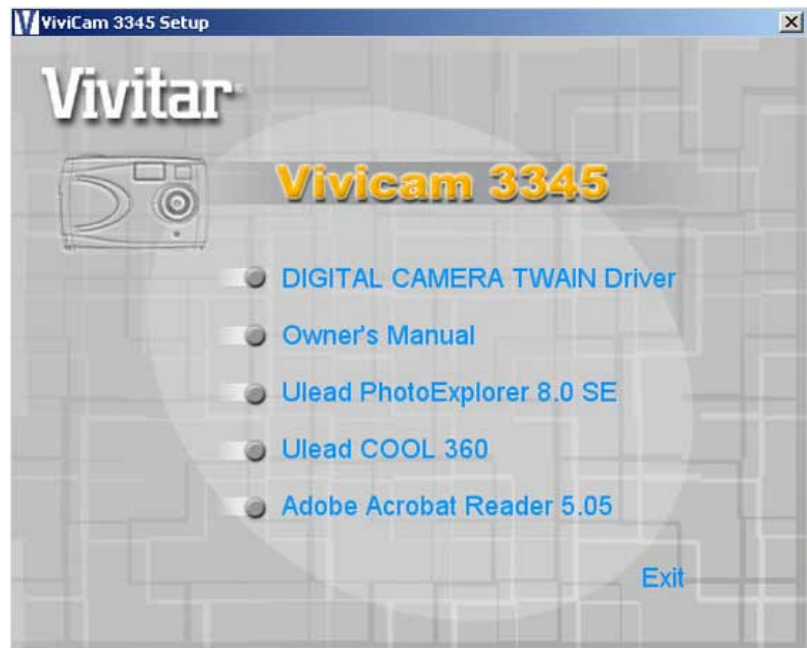 ViviCam 3345 Setup
Vivitar
Vivicam 3345
DIGITAL CAMERA TWAIN Driver
Owner's Manual
Ulead PhotoExplorer 8.0 SE
Ulead COOL 360
Adobe Acrobat Reader 5.05
Exit